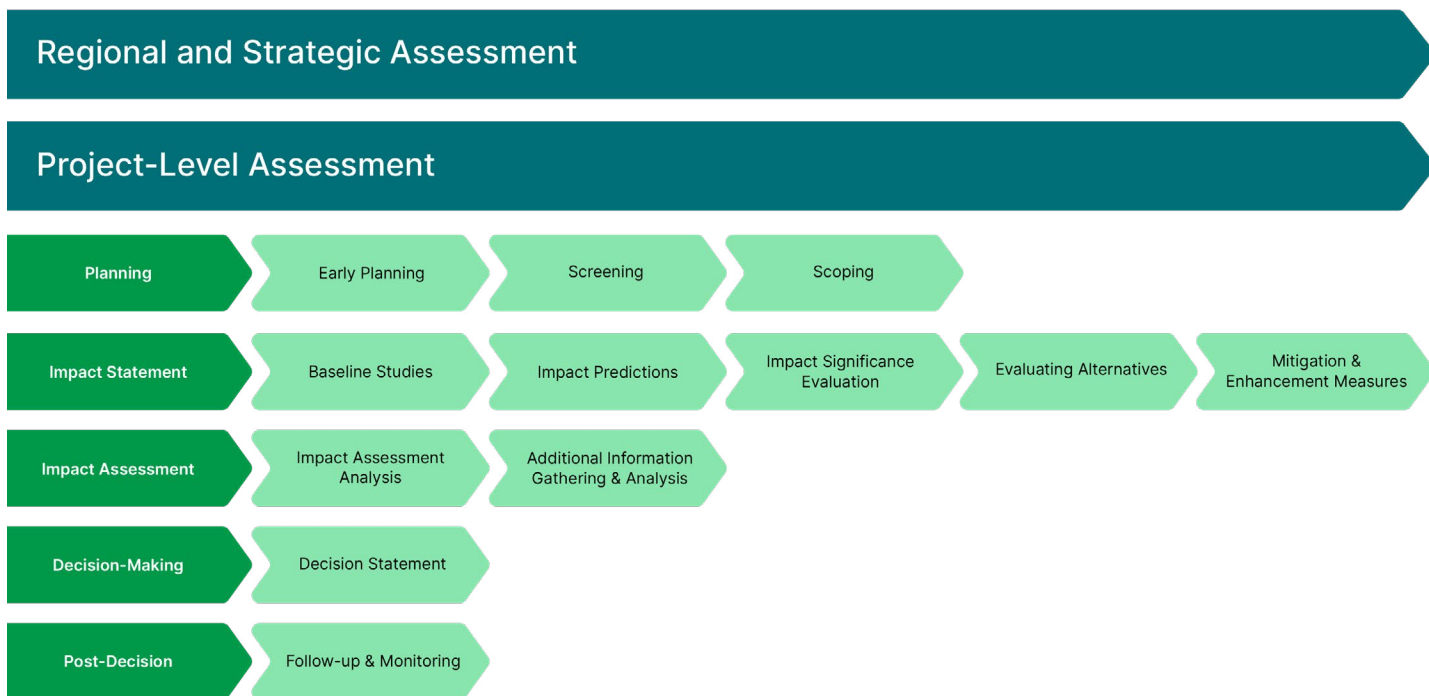 Regional and Strategic Assessment
Project-Level Assessment
Planning
Early Planning
Screening
Scoping
Impact Statement
Baseline Studies
Impact Predictions
Impact Significance
Evaluation
Evaluating Alternatives
Mitigation &
Enhancement Measures
Impact Assessment
Impact Assessment
Analysis
Additional Information
Gathering & Analysis
Decision-Making
Decision Statement
Post-Decision
Follow-up & Monitoring